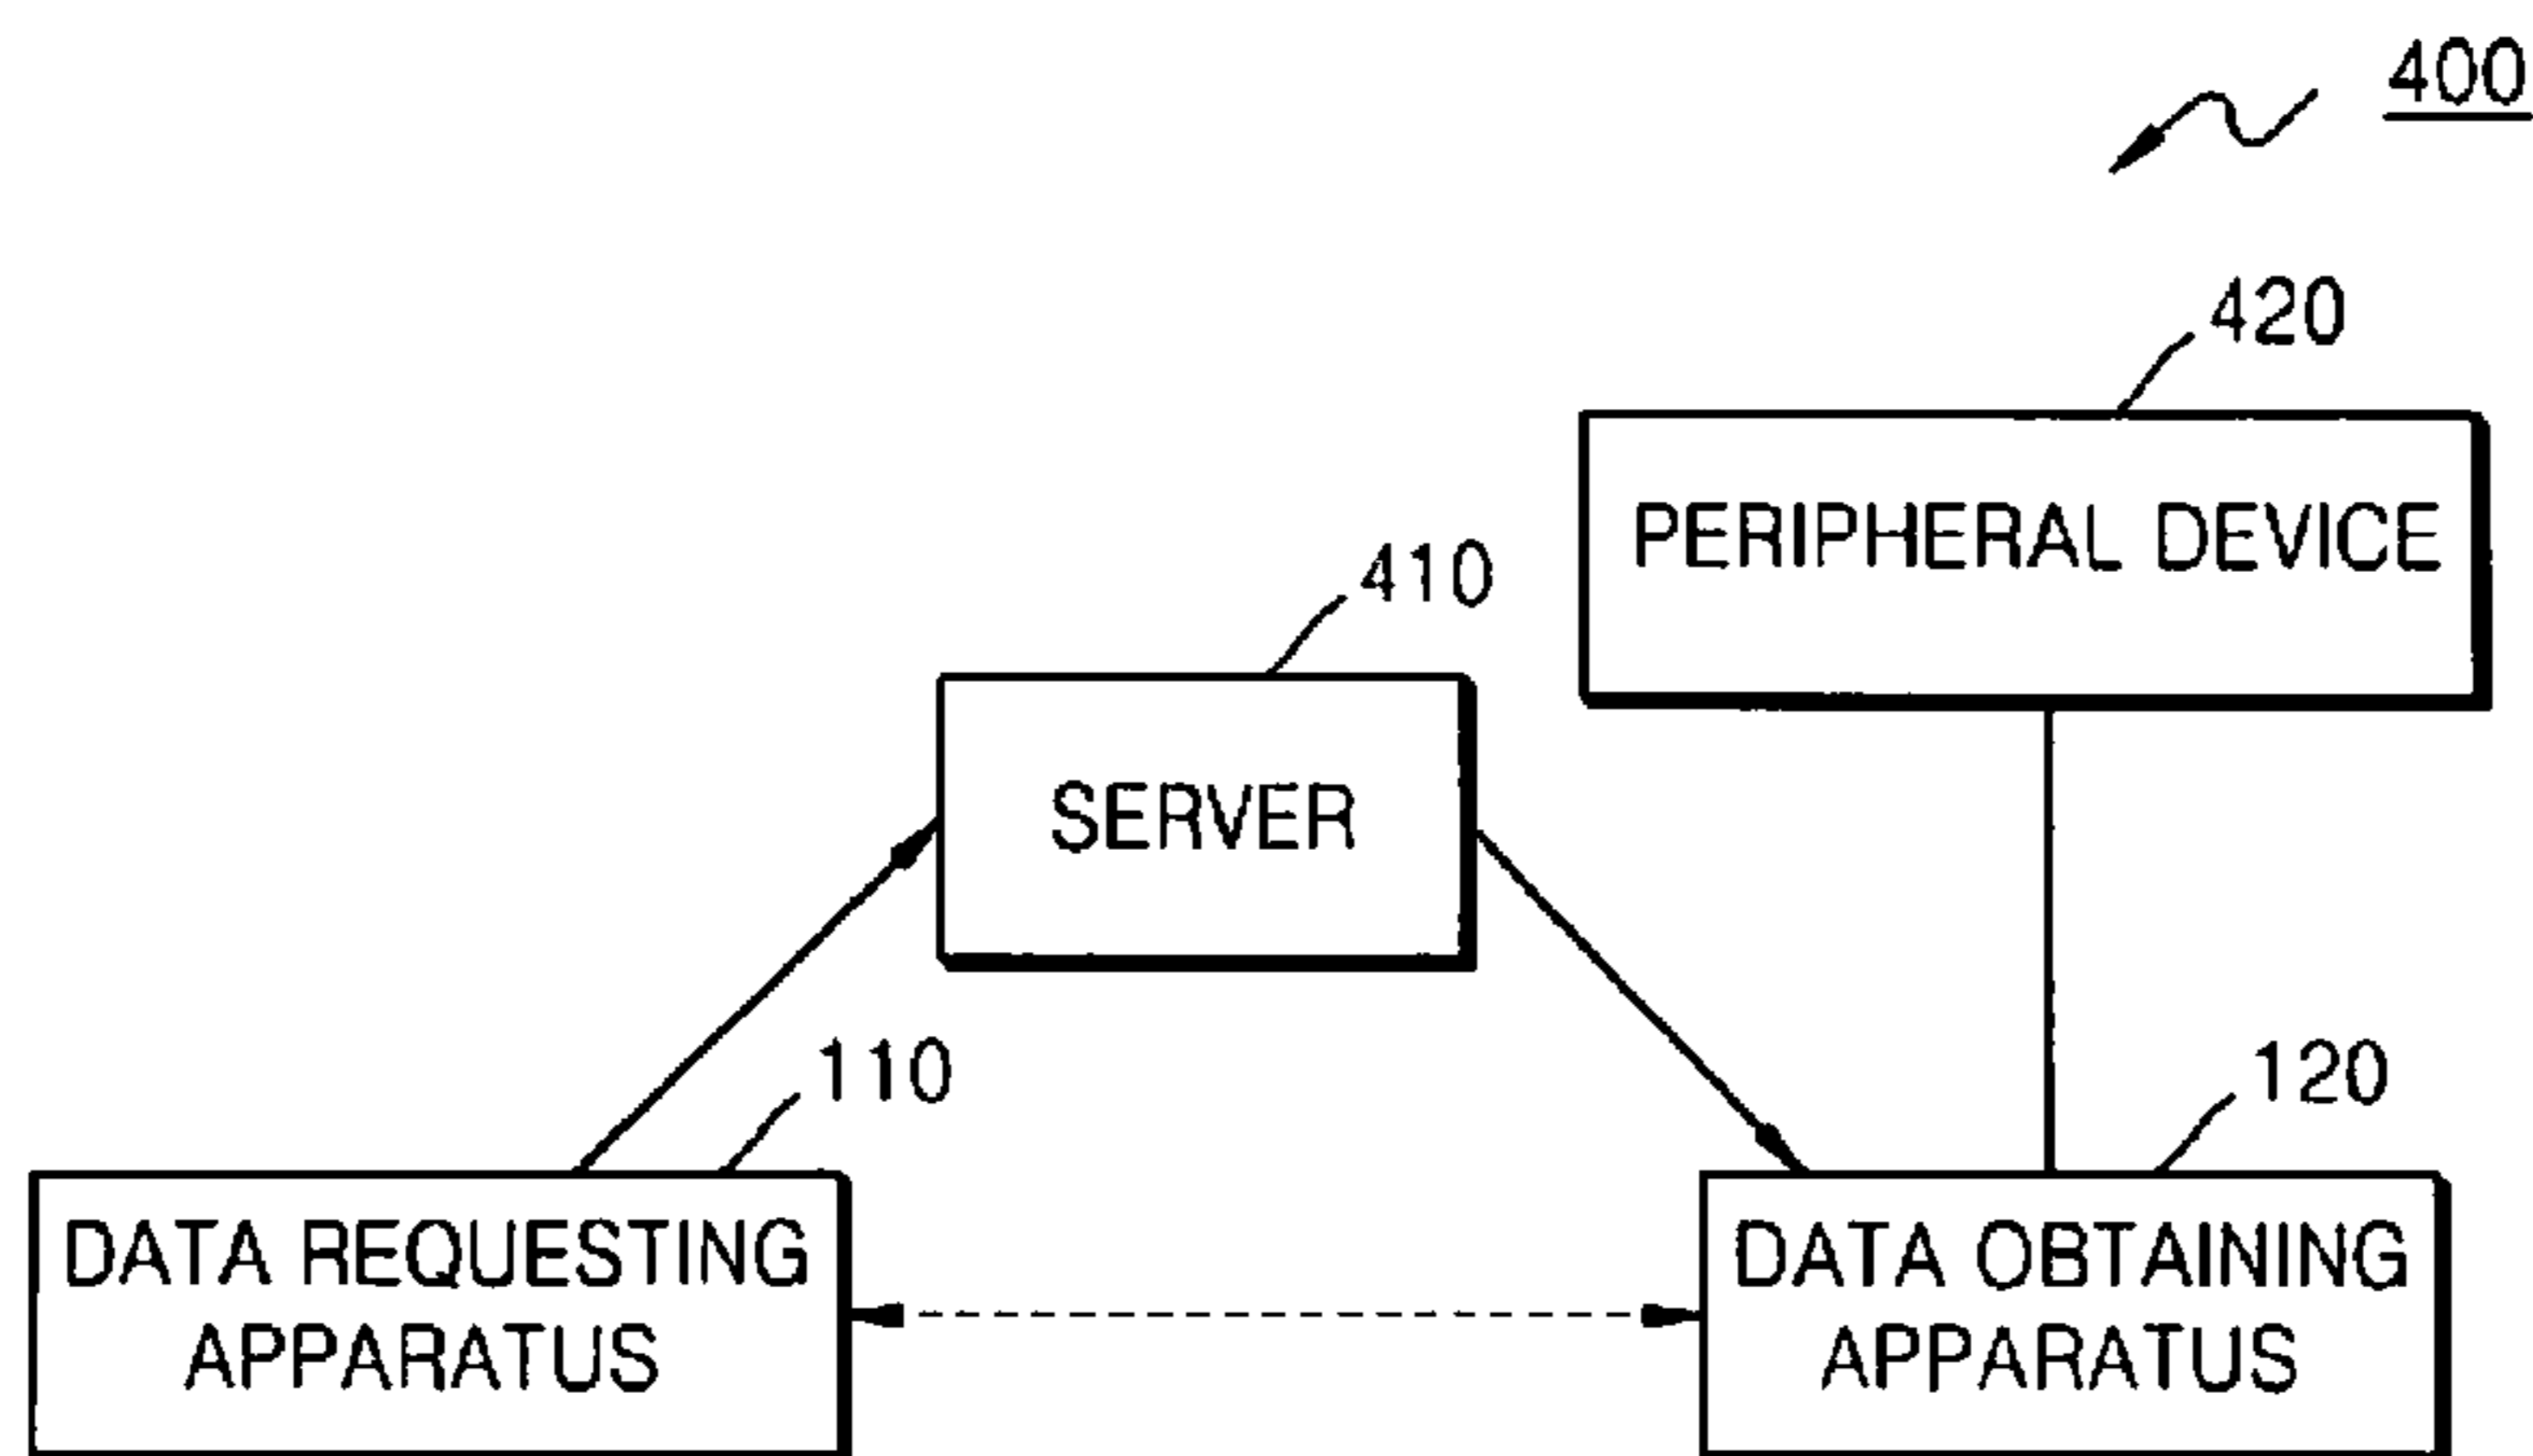 400
420
PERIPHERAL DEVICE
410
SERVER
110
120
DATA REQUESTING
APPARATUS
DATA OBTAINING
APPARATUS